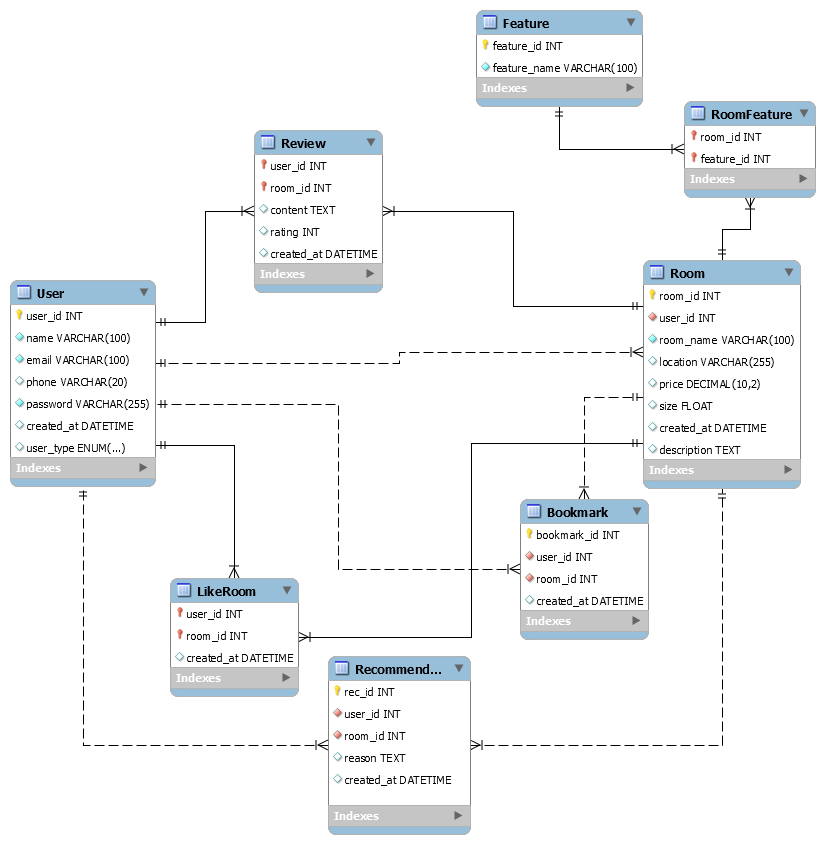 Feature
feature_id INT
feature_name VARCHAR(100)
Indexes
RoomFeature
room_id INT
feature_id INT
Indexes
Review
user_id INT
room_id INT
content TEXT
rating INT
created_at DATETIME
Indexes
User
user_id INT
name VARCHAR(100)
email VARCHAR(100)
phone VARCHAR(20)
password VARCHAR(255)
created_at DATETIME
user_type ENUM(...)
Indexes
Room
room_id INT
user_id INT
room_name VARCHAR(100)
location VARCHAR(255)
price DECIMAL(10,2)
size FLOAT
created_at DATETIME
description TEXT
Indexes
Bookmark
bookmark_id INT
user_id INT
room_id INT
created_at DATETIME
Indexes
LikeRoom
user_id INT
room_id INT
created_at DATETIME
Indexes
Recommend...
rec_id INT
user_id INT
room_id INT
reason TEXT
created_at DATETIME
Indexes